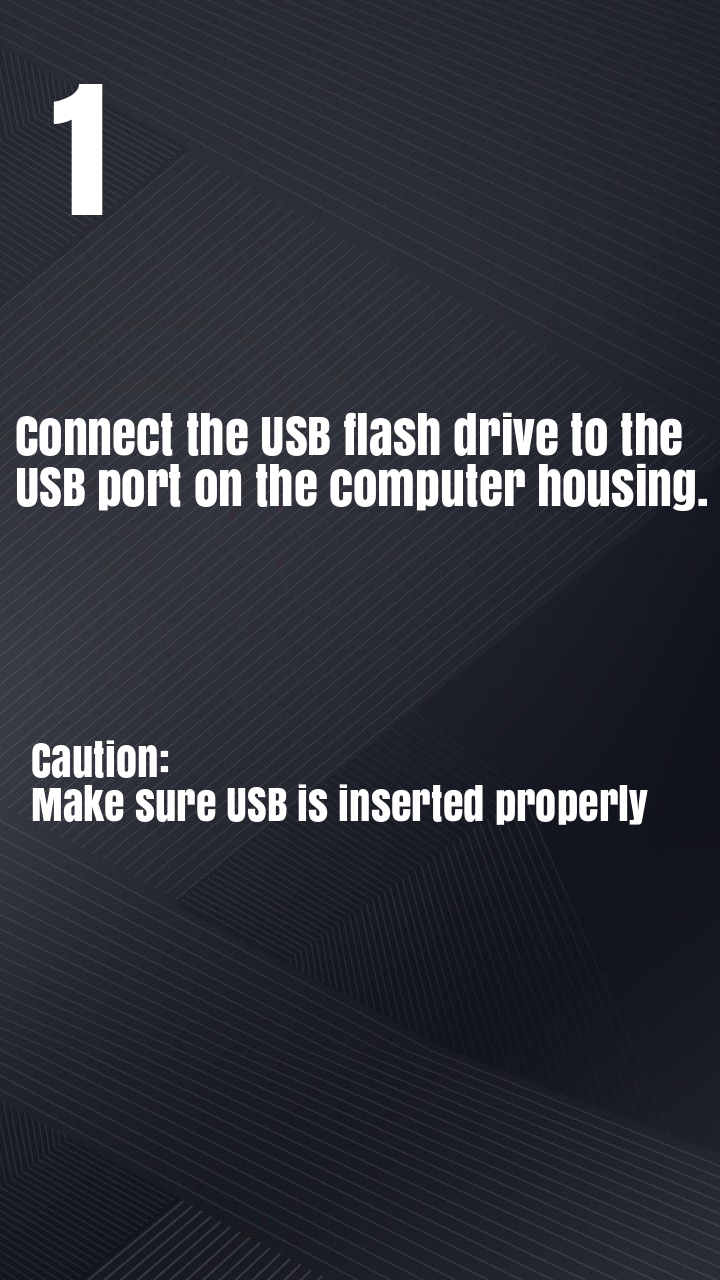 1
Connect the USB flash drive to the
USB port on the computer housing.
Caution:
Make sure USB is inserted properly